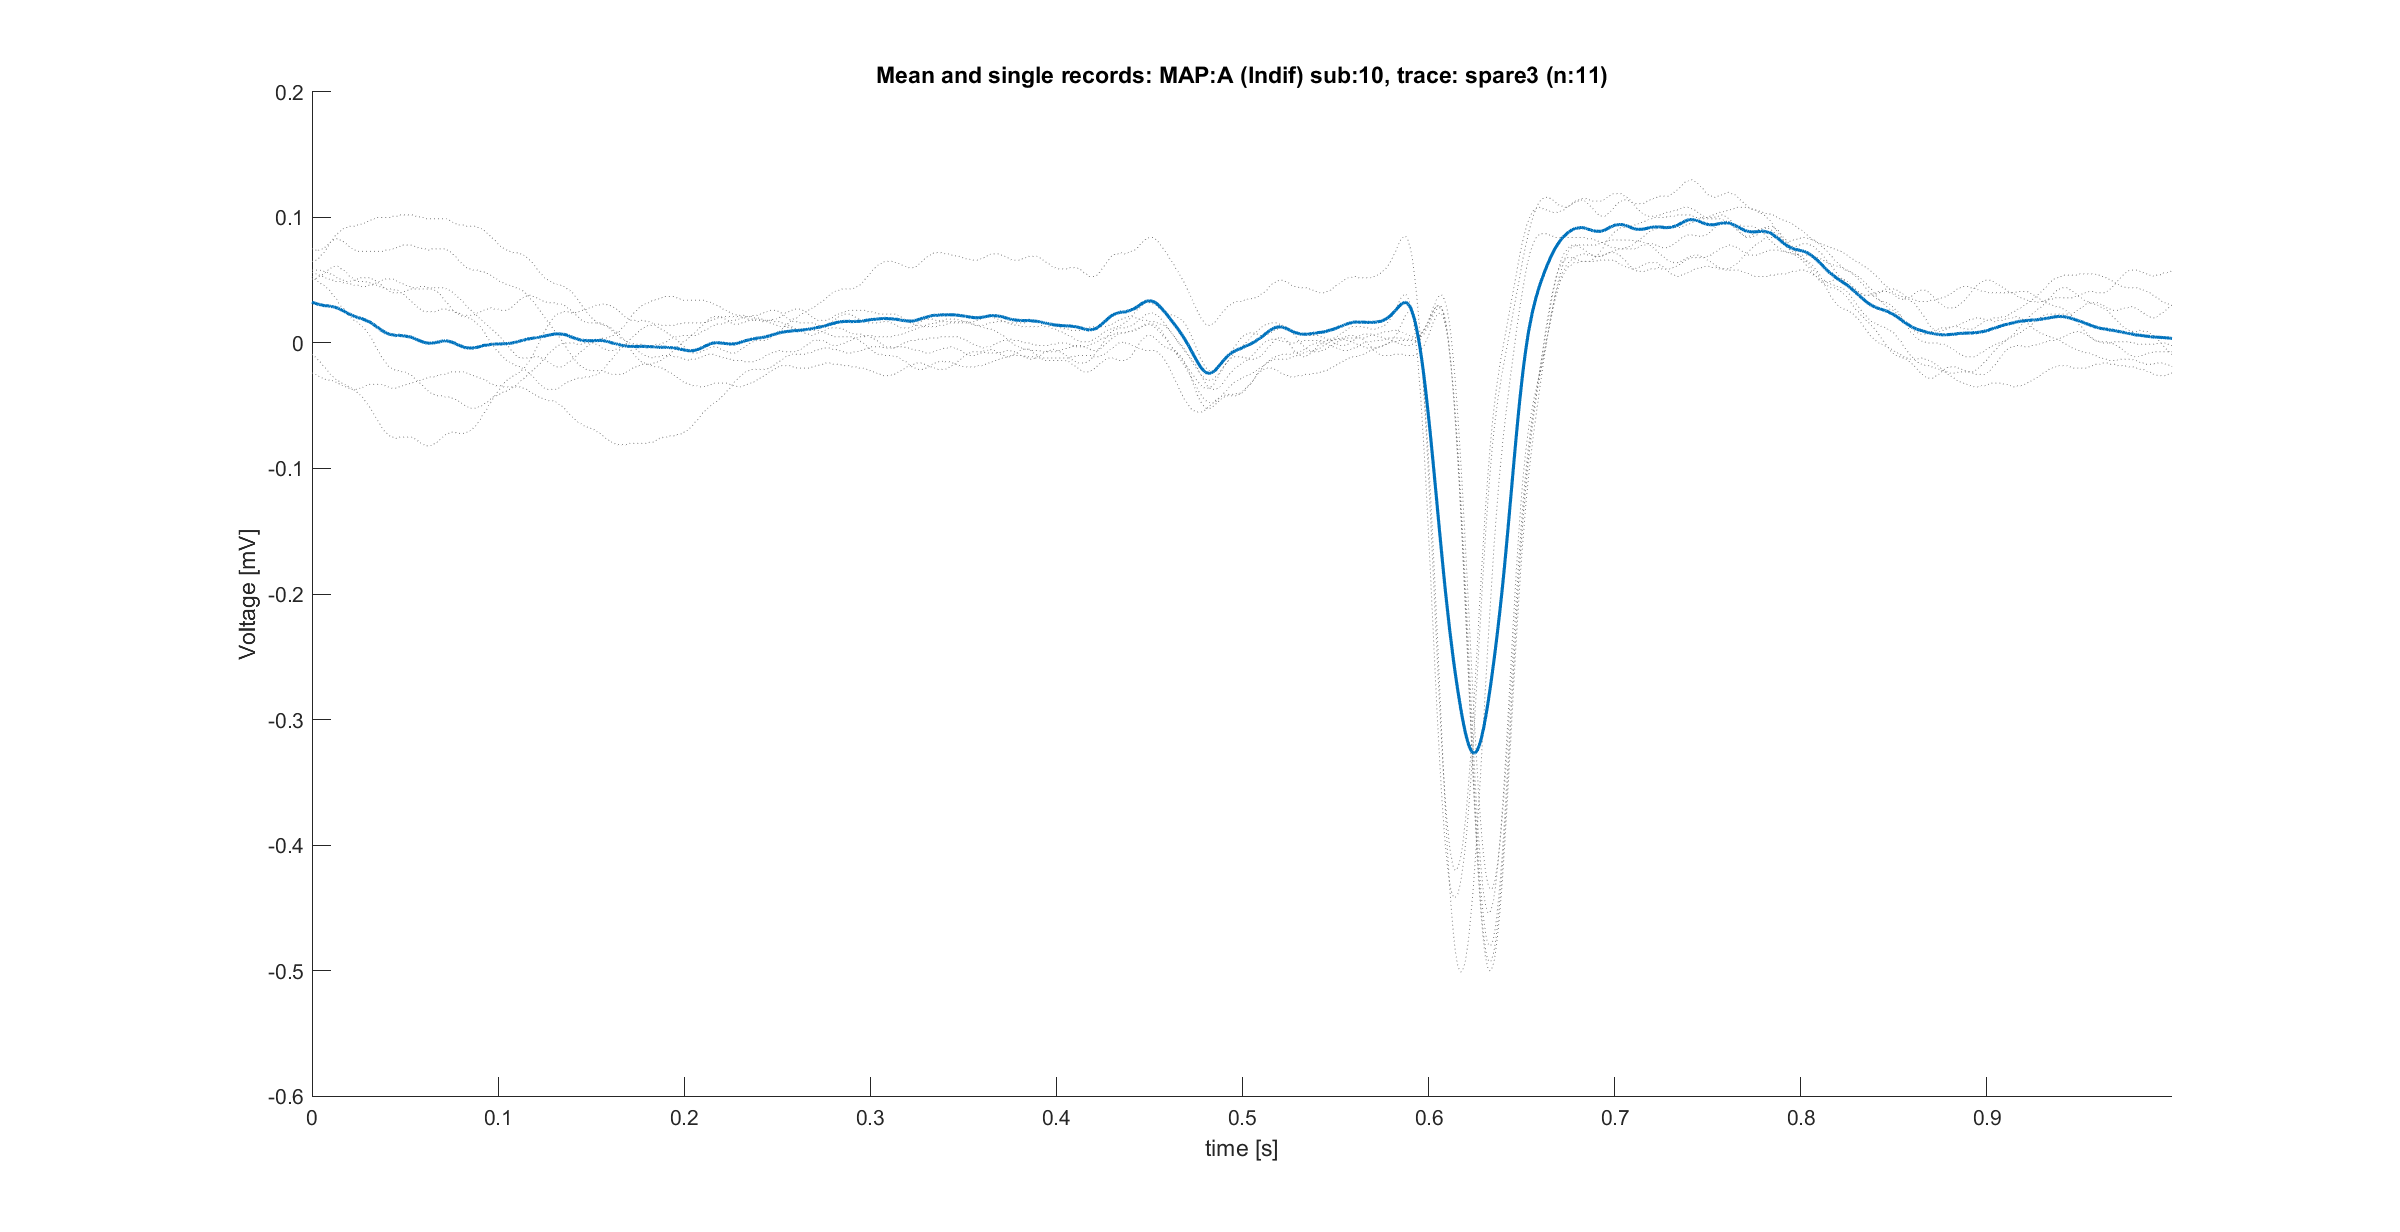 Mean and single records: MAP:A (Indif) sub:10, trace: spare3 (n:11)
0.2
0.1
0
-0.1
-0.2
-0.3
-0.4
-0.5
-0.6
Voltage [mV]
0 0.1 0.2 0.3 0.4 0.5 0.6 0.7 0.8 0.9
time [s]